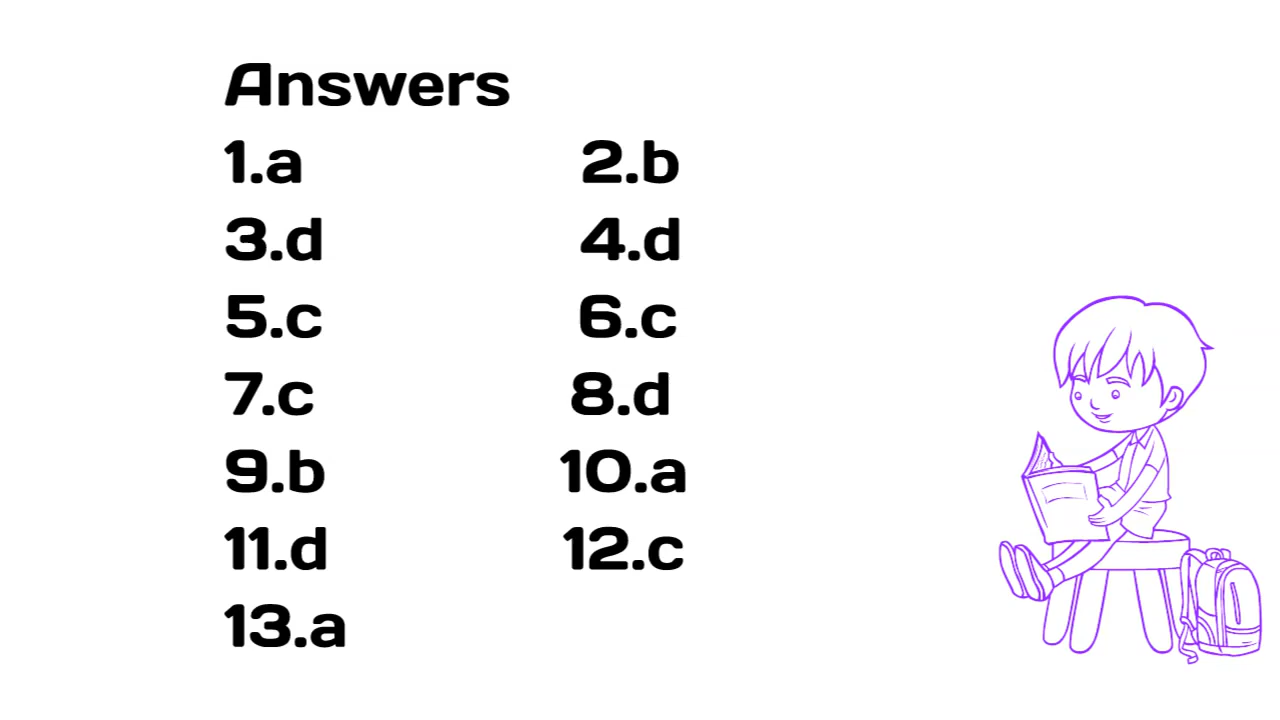 Answers
1.a 2.b
3.d 4.d
5.c 6.c
7.c 8.d
9.b 10.a
11.d 12.c
13.a